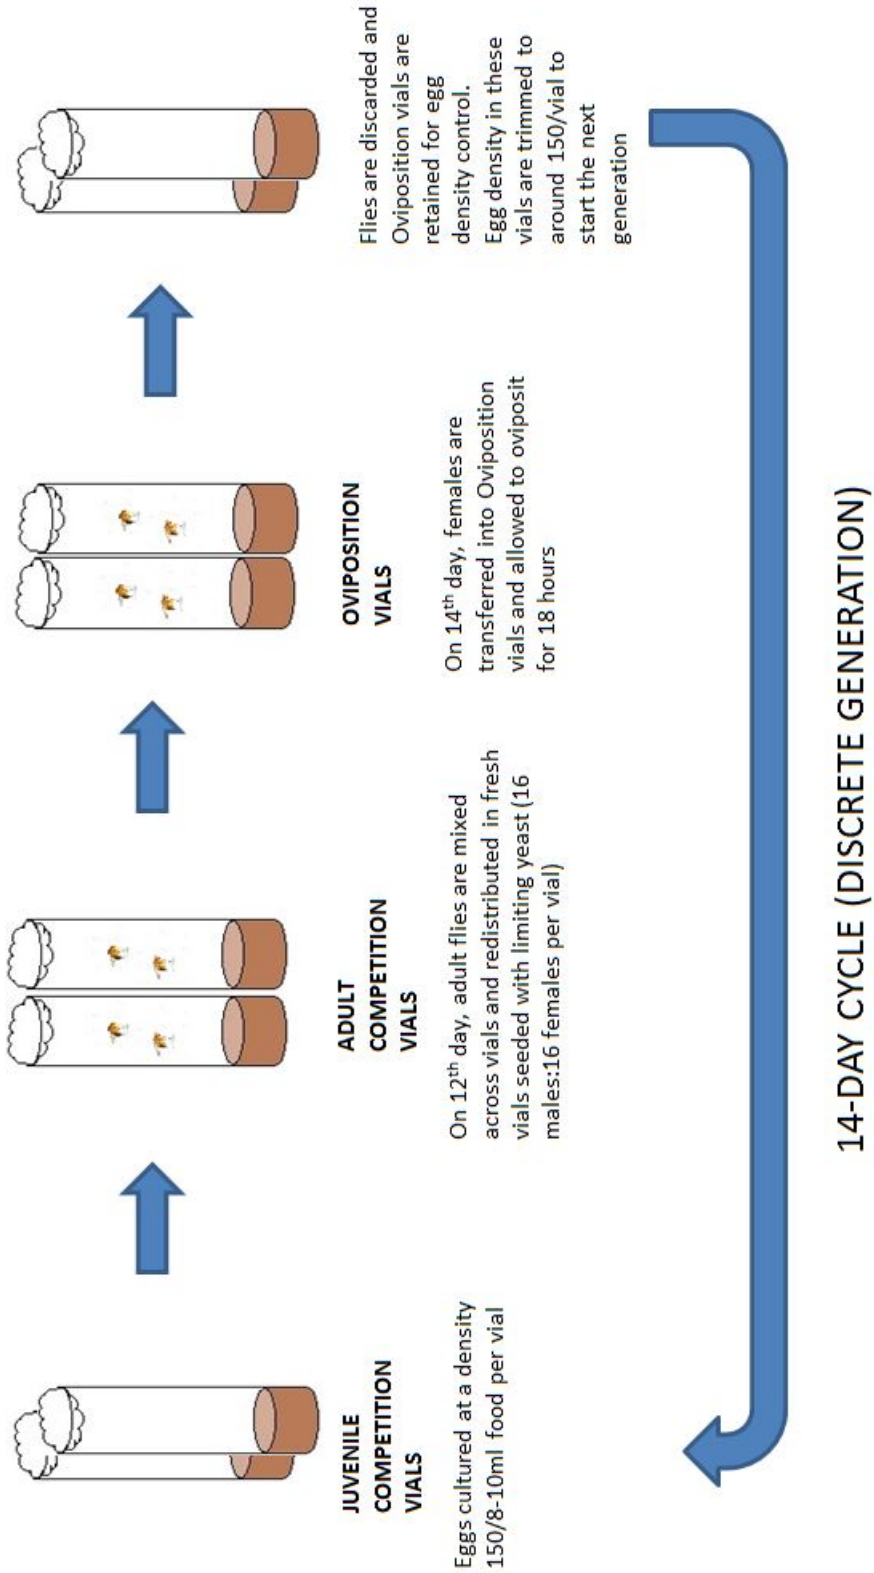 JUVENILE
COMPETITION
VIALS
Eggs cultured at a density
150/8-10ml food per vial
ADULT
COMPETITION
VIALS
On 12th day, adult flies are mixed
across vials and redistributed in fresh
vials seeded with limiting yeast (16
males:16 females per vial)
OVIPOSITION
VIALS
On 14th day, females are
transferred into Oviposition
vials and allowed to oviposit
for 18 hours
Flies are discarded and
Oviposition vials are
retained for egg
density control.
Egg density in these
vials are trimmed to
around 150/vial to
start the next
generation
14-DAY CYCLE (DISCRETE GENERATION)